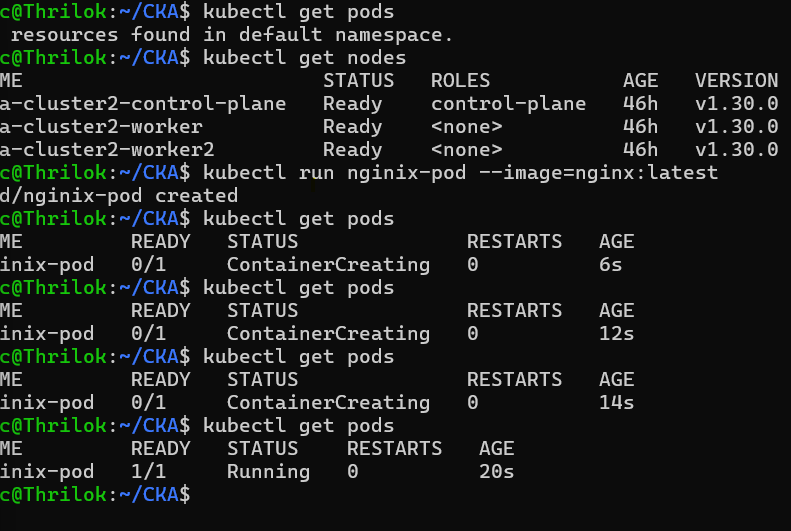 c@Thrilok:~/CKA$ kubectl get pods
resources found in default namespace.
c@Thrilok:~/CKA$ kubectl get nodes
ME STATUS ROLES AGE VERSION
a-cluster2-control-plane Ready control-plane 46h v1.30.0
a-cluster2-worker Ready <none> 46h v1.30.0
a-cluster2-worker2 Ready <none> 46h v1.30.0
c@Thrilok:~/CKA$ kubectl run nginix-pod --image=nginx:latest
d/nginix-pod created
c@Thrilok:~/CKA$ kubectl get pods
ME READY STATUS RESTARTS AGE
inix-pod 0/1 ContainerCreating 0 6s
c@Thrilok:~/CKA$ kubectl get pods
ME READY STATUS RESTARTS AGE
inix-pod 0/1 ContainerCreating 0 12s
c@Thrilok:~/CKA$ kubectl get pods
ME READY STATUS RESTARTS AGE
inix-pod 0/1 ContainerCreating 0 14s
c@Thrilok:~/CKA$ kubectl get pods
ME READY STATUS RESTARTS AGE
inix-pod 1/1 Running 0 20s
c@Thrilok:~/CKA$